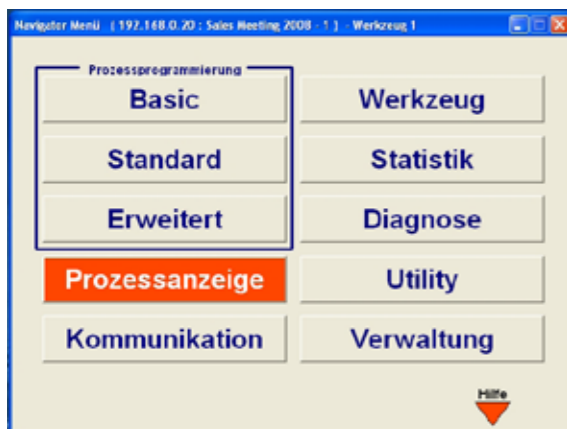 Navigator Menü ( 192.168.0.20 : Sales Meeting 2008 - 1 ) - Werkzeug 1
Prozessprogrammierung
Basic
Standard
Erweitert
Prozessanzeige
Kommunikation
Werkzeug
Statistik
Diagnose
Utility
Verwaltung
Hilfe